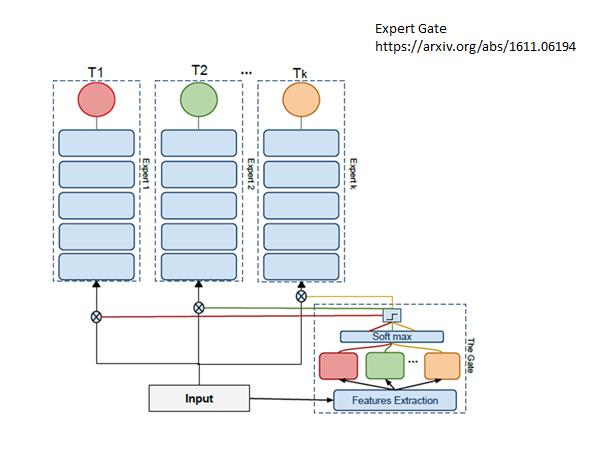 Expert Gate
https://arxiv.org/abs/1611.06194
T1
T2
...
Tk
Expert 1
Expert 2
Expert k
Soft max
...
The Gate
Input
Features Extraction